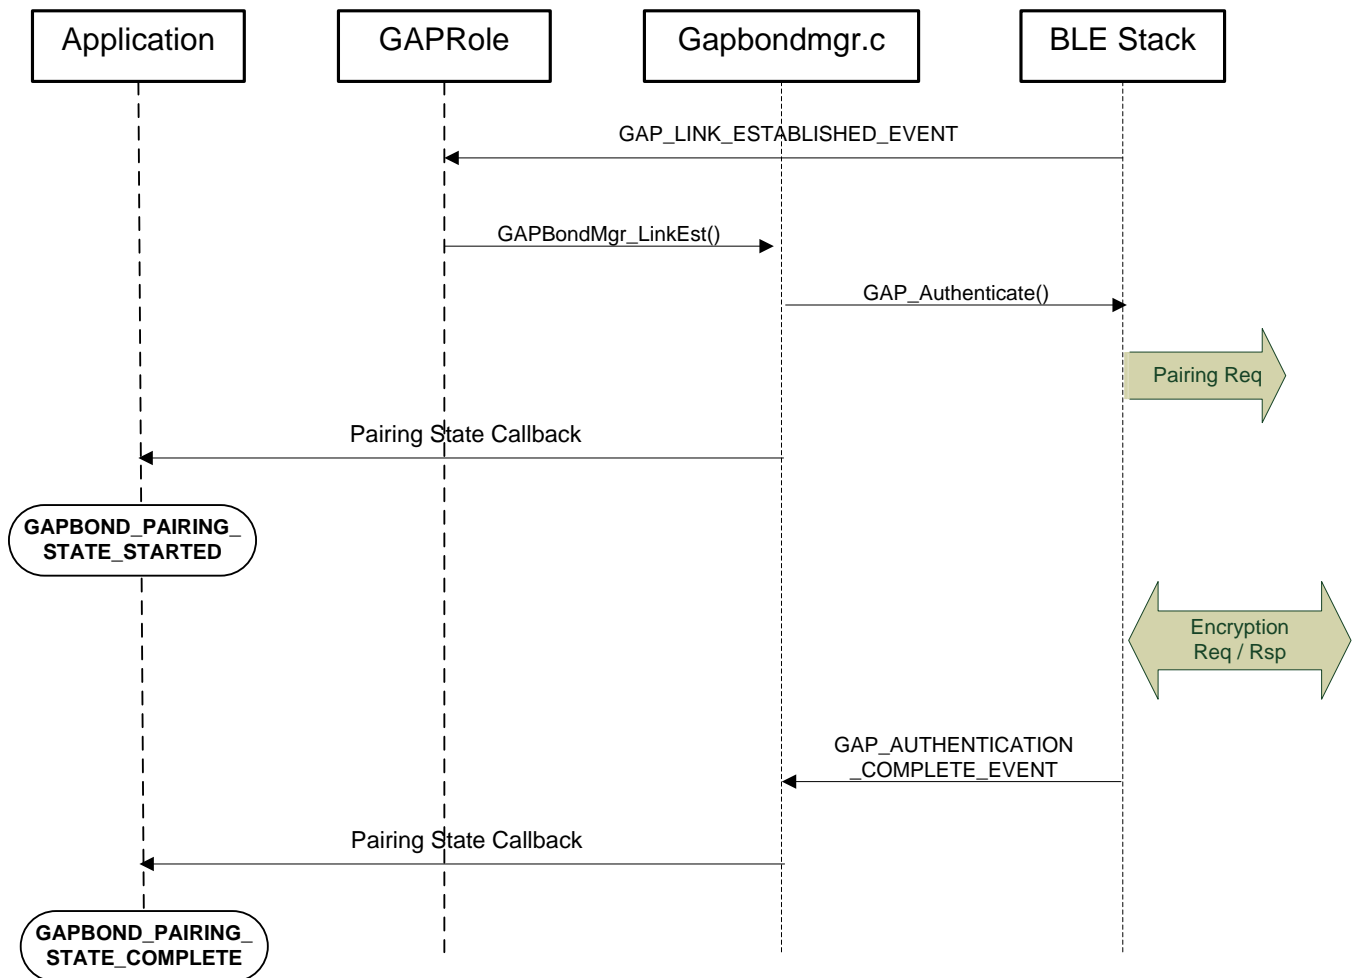 Application
GAPRole
Gapbondmgr.c
BLE Stack
GAP_LINK_ESTABLISHED_EVENT
GAPBondMgr_LinkEst()
GAP_Authenticate()
Pairing Req
Pairing State Callback
GAPBOND_PAIRING_
STATE_STARTED
Encryption
Req / Rsp
GAP_AUTHENTICATION
_COMPLETE_EVENT
Pairing State Callback
GAPBOND_PAIRING_
STATE_COMPLETE